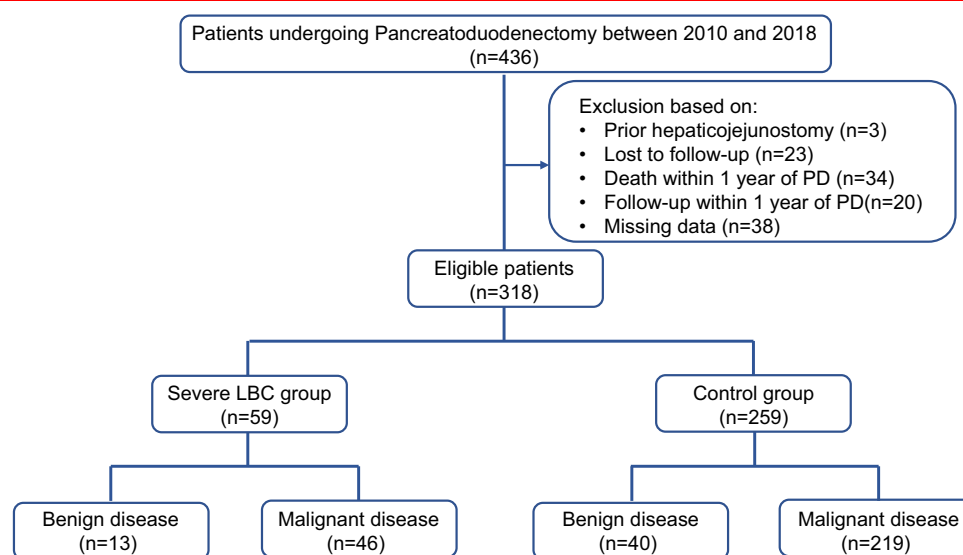 Patients undergoing Pancreatoduodenectomy between 2010 and 2018
(n=436)
Exclusion based on:
• Prior hepaticojejunostomy (n=3)
• Lost to follow-up (n=23)
• Death within 1 year of PD (n=34)
• Follow-up within 1 year of PD(n=20)
• Missing data (n=38)
Eligible patients
(n=318)
Severe LBC group
(n=59)
Control group
(n=259)
Benign disease
(n=13)
Malignant disease
(n=46)
Benign disease
(n=40)
Malignant disease
(n=219)